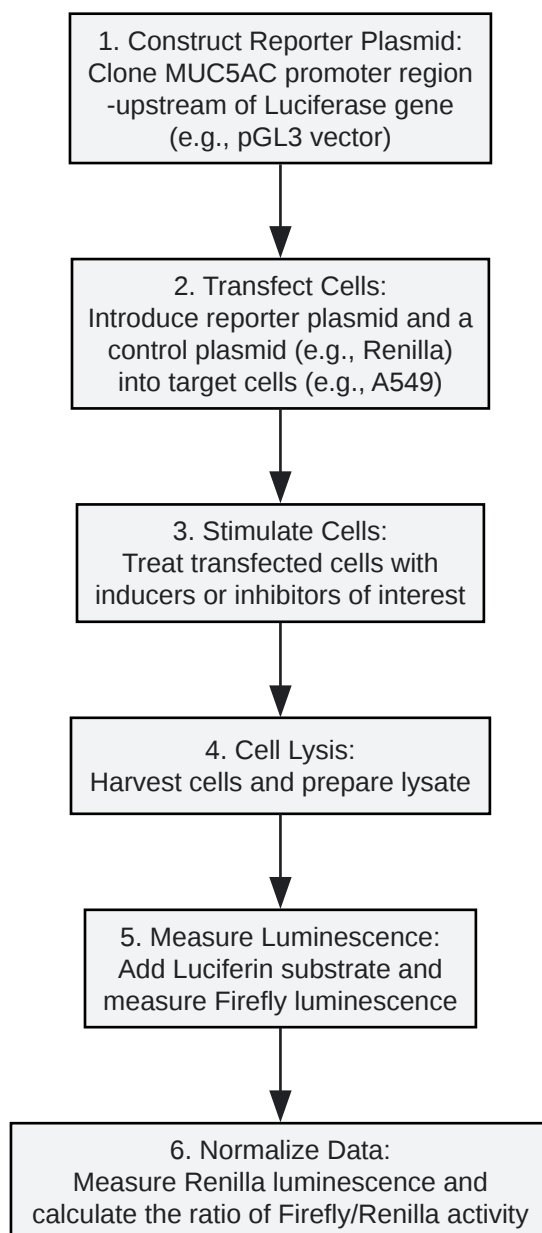 1. Construct Reporter Plasmid:
Clone MUC5AC promoter region
-upstream of Luciferase gene
(e.g., pGL3 vector)
2. Transfect Cells:
Introduce reporter plasmid and a
control plasmid (e.g., Renilla)
into target cells (e.g., A549)
3. Stimulate Cells:
Treat transfected cells with
inducers or inhibitors of interest
4. Cell Lysis:
Harvest cells and prepare lysate
5. Measure Luminescence:
Add Luciferin substrate and
measure Firefly luminescence
6. Normalize Data:
Measure Renilla luminescence and
calculate the ratio of Firefly/Renilla activity